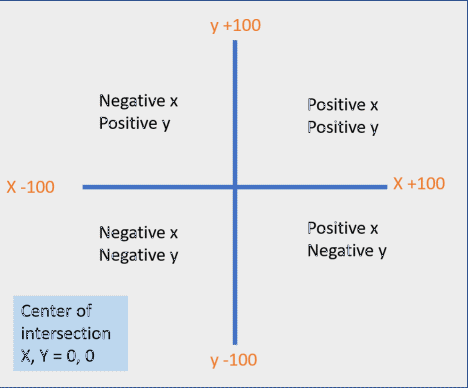 y +100
Negative x
Positive y
Positive x
Positive y
X -100
X +100
Negative x
Negative y
Positive x
Negative y
Center of
intersection
X, Y = 0, 0
y -100